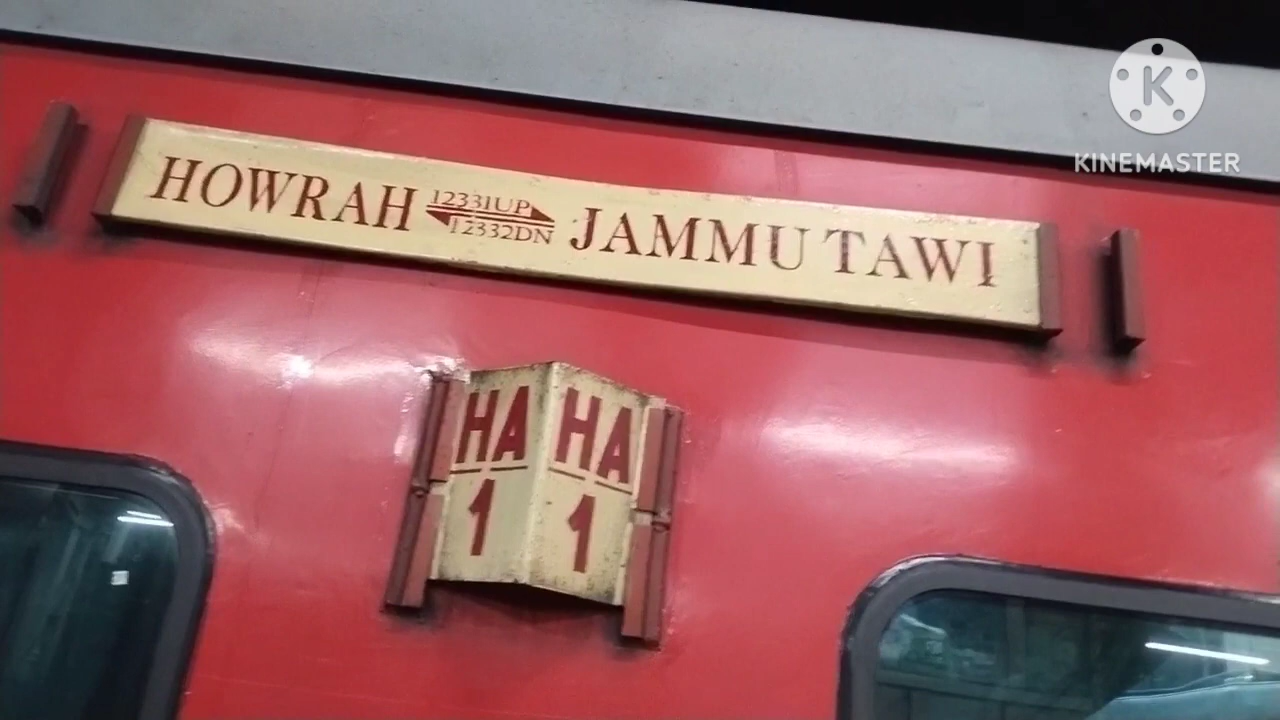 HOWRAH 12331UP JAMMU TAWI
12332DN
HA HA
1 1
K
KINEMASTER